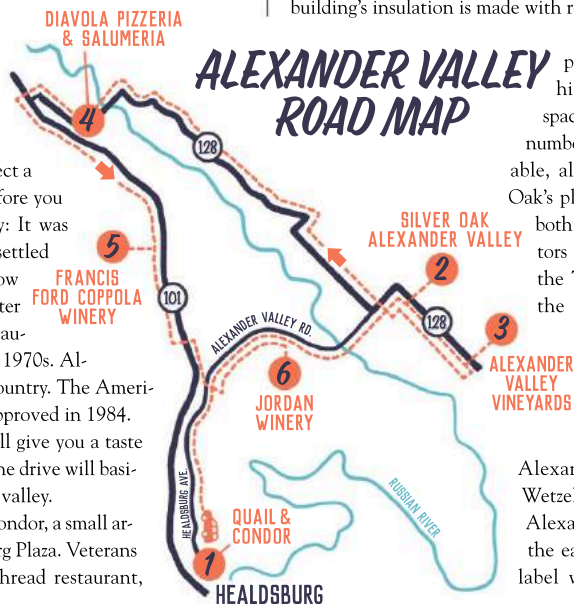 building's insulation is made with r
DIAVOLA PIZZERIA
& SALUMERIA
ALEXANDER VALLEY
ROAD MAP
p
hi
spac
numbe
able, al
Oak's pl
both
tors
the
the
4
128
ect a
fore you
y: It was
settled
ow
ter
au-
1970s. Al-
ountry. The Ameri-
pproved in 1984.
ll give you a taste
he drive will basi-
valley.
ondor, a small ar-
rg Plaza. Veterans
hread restaurant,
SILVER OAK
ALEXANDER VALLEY
2
5
FRANCIS
FORD COPPOLA
WINERY
101
128
3
ALEXANDER
VALLEY
VINEYARDS
ALEXANDER VALLEY RD.
6
JORDAN
WINERY
HEALDSBURG AVE.
RUSSIAN RIVER
QUAIL &
CONDOR
1
HEALDSBURG
Alexan
Wetzel
Alexa
the ea
label w